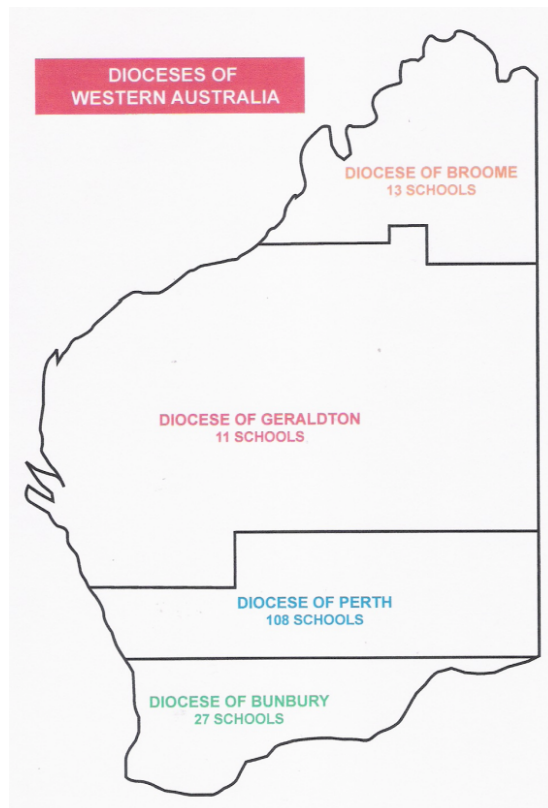 DIOCESES OF
WESTERN AUSTRALIA
DIOCESE OF BROOME
13 SCHOOLS
DIOCESE OF GERALDTON
11 SCHOOLS
DIOCESE OF PERTH
108 SCHOOLS
DIOCESE OF BUNBURY
27 SCHOOLS